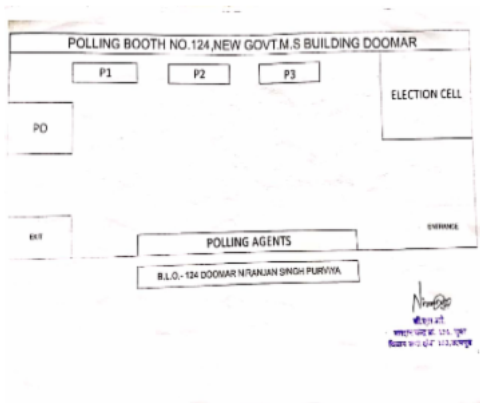 POLLING BOOTH NO.124,NEW GOVT.M.S BUILDING DOOMAR
P1 P2 P3
ELECTION CELL
PO
EXIT
ENTRANCE
POLLING AGENTS
B.L.O.- 124 DOOMAR NIRANJAN SINGH PURVIYA